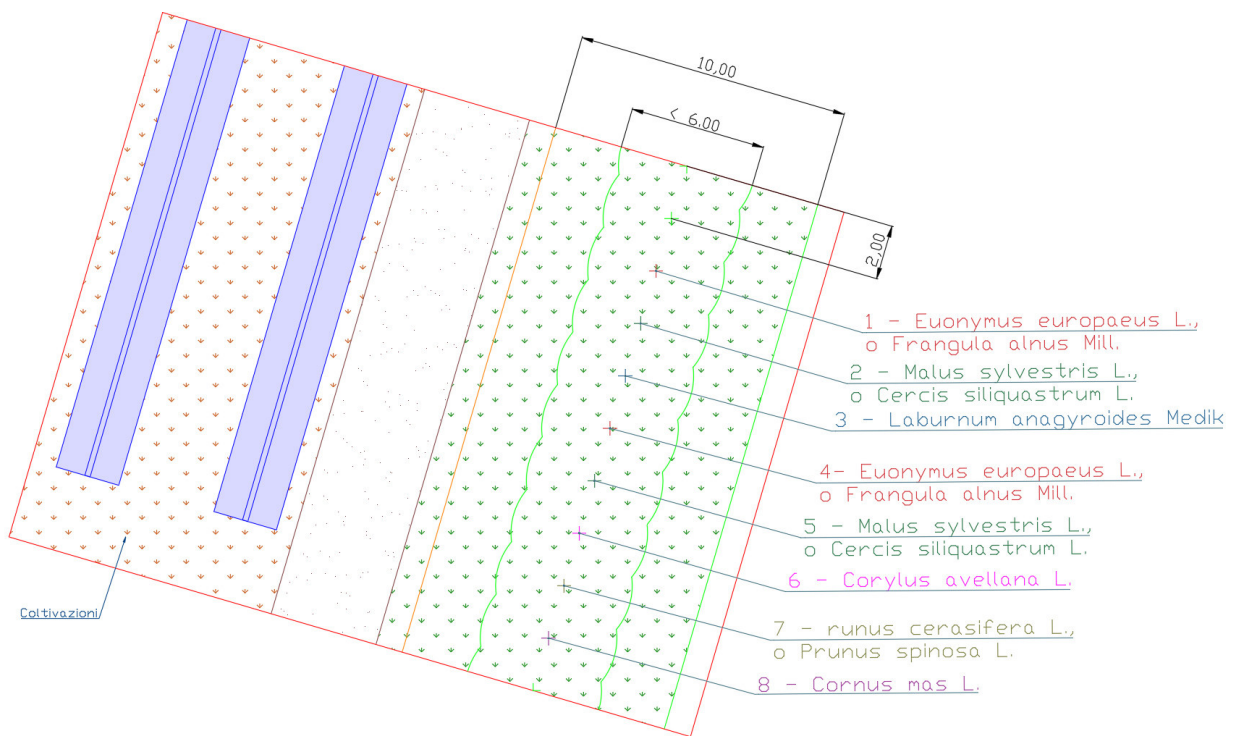 10,00
< 6.00
2,00
1 - Euonymus europaeus L.,
o Frangula alnus Mill.
2 - Malus sylvestris L.,
o Cercis siliquastrum L.
3 - Laburnum anagyroides Medik
4- Euonymus europaeus L.,
o Frangula alnus Mill.
5 - Malus sylvestris L.,
o Cercis siliquastrum L.
6 - Corylus avellana L.
Coltivazioni
7 - runus cerasifera L.,
o Prunus spinosa L.
8 - Cornus mas L.